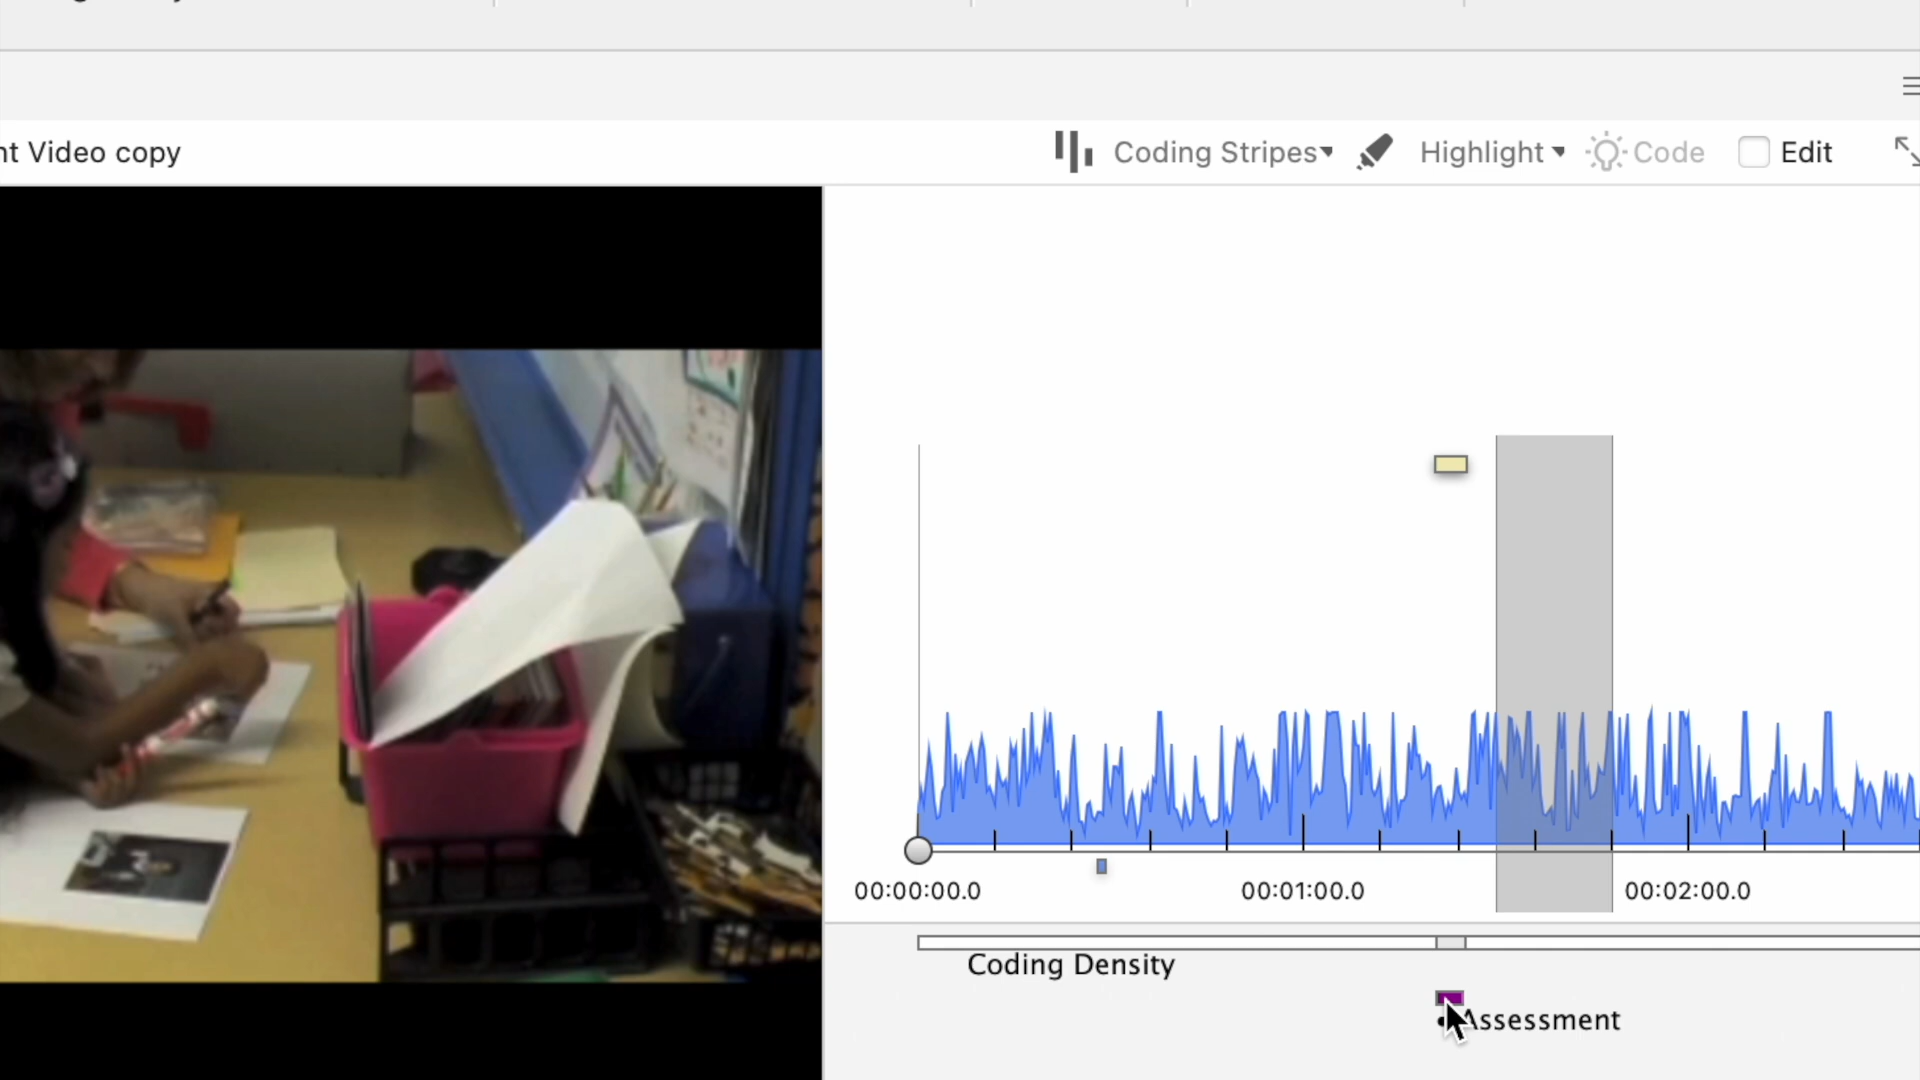 nt Video copy
Coding Stripes
Highlight
Code
Edit
00:00:00.0
00:01:00.0
00:02:00.0
Coding Density
Assessment